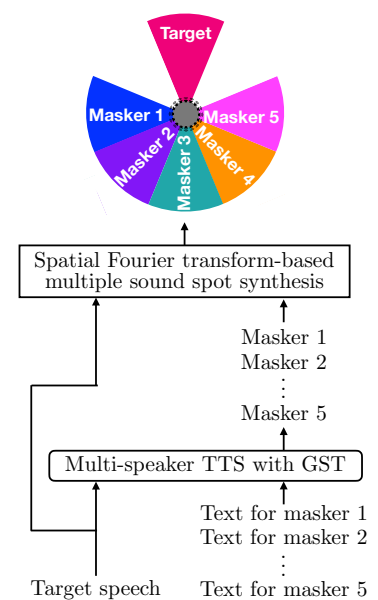 Target
Masker 1
Masker 5
Masker 2
Masker 3
Masker 4
Spatial Fourier transform-based
multiple sound spot synthesis
Masker 1
Masker 2
⋮
Masker 5
Multi-speaker TTS with GST
Text for masker 1
Text for masker 2
⋮
Target speech
Text for masker 5